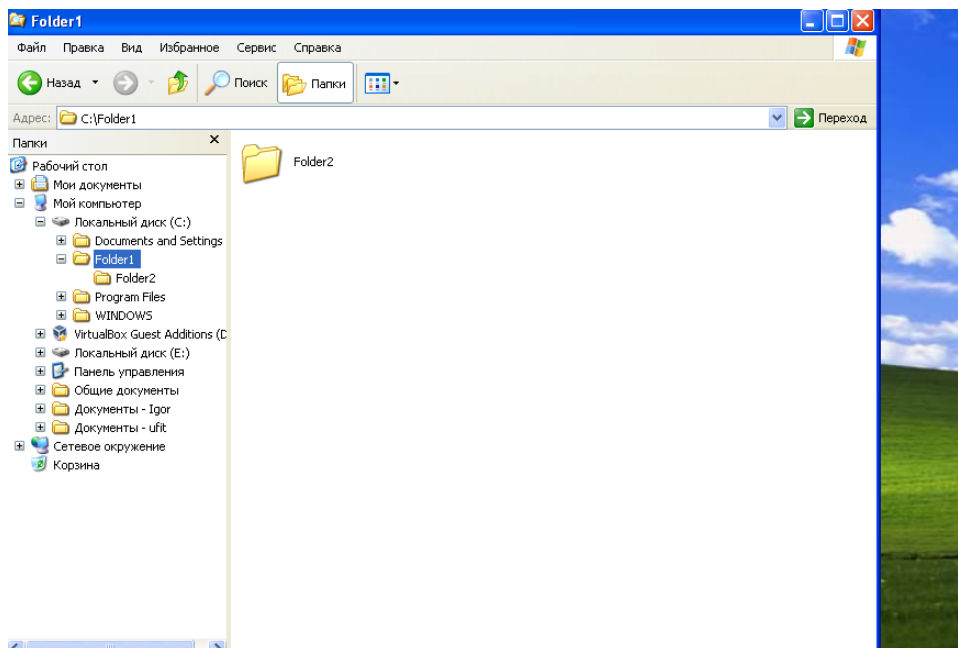 Folder1
Файл Правка Вид Избранное Сервис Справка
Назад Поиск Папки
Адрес: C:\Folder1 Переход
Папки
Рабочий стол
Мои документы
Мой компьютер
Локальный диск (C:)
Documents and Settings
Folder1
Folder2
Program Files
WINDOWS
VirtualBox Guest Additions (D
Локальный диск (E:)
Панель управления
Общие документы
Документы - Igor
Документы - ufit
Сетевое окружение
Корзина
Folder2